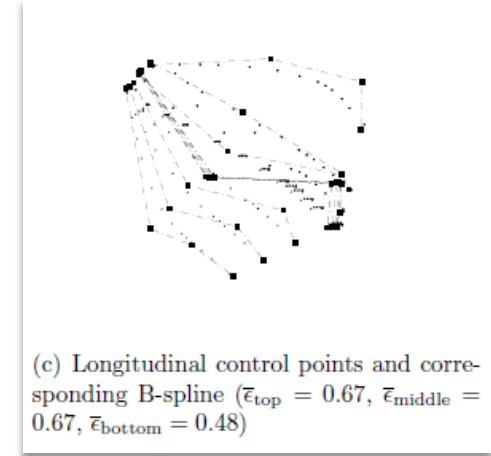 (c) Longitudinal control points and corre-
sponding B-spline (ϵ̅top = 0.67, ϵ̅middle =
0.67, ϵ̅bottom = 0.48)